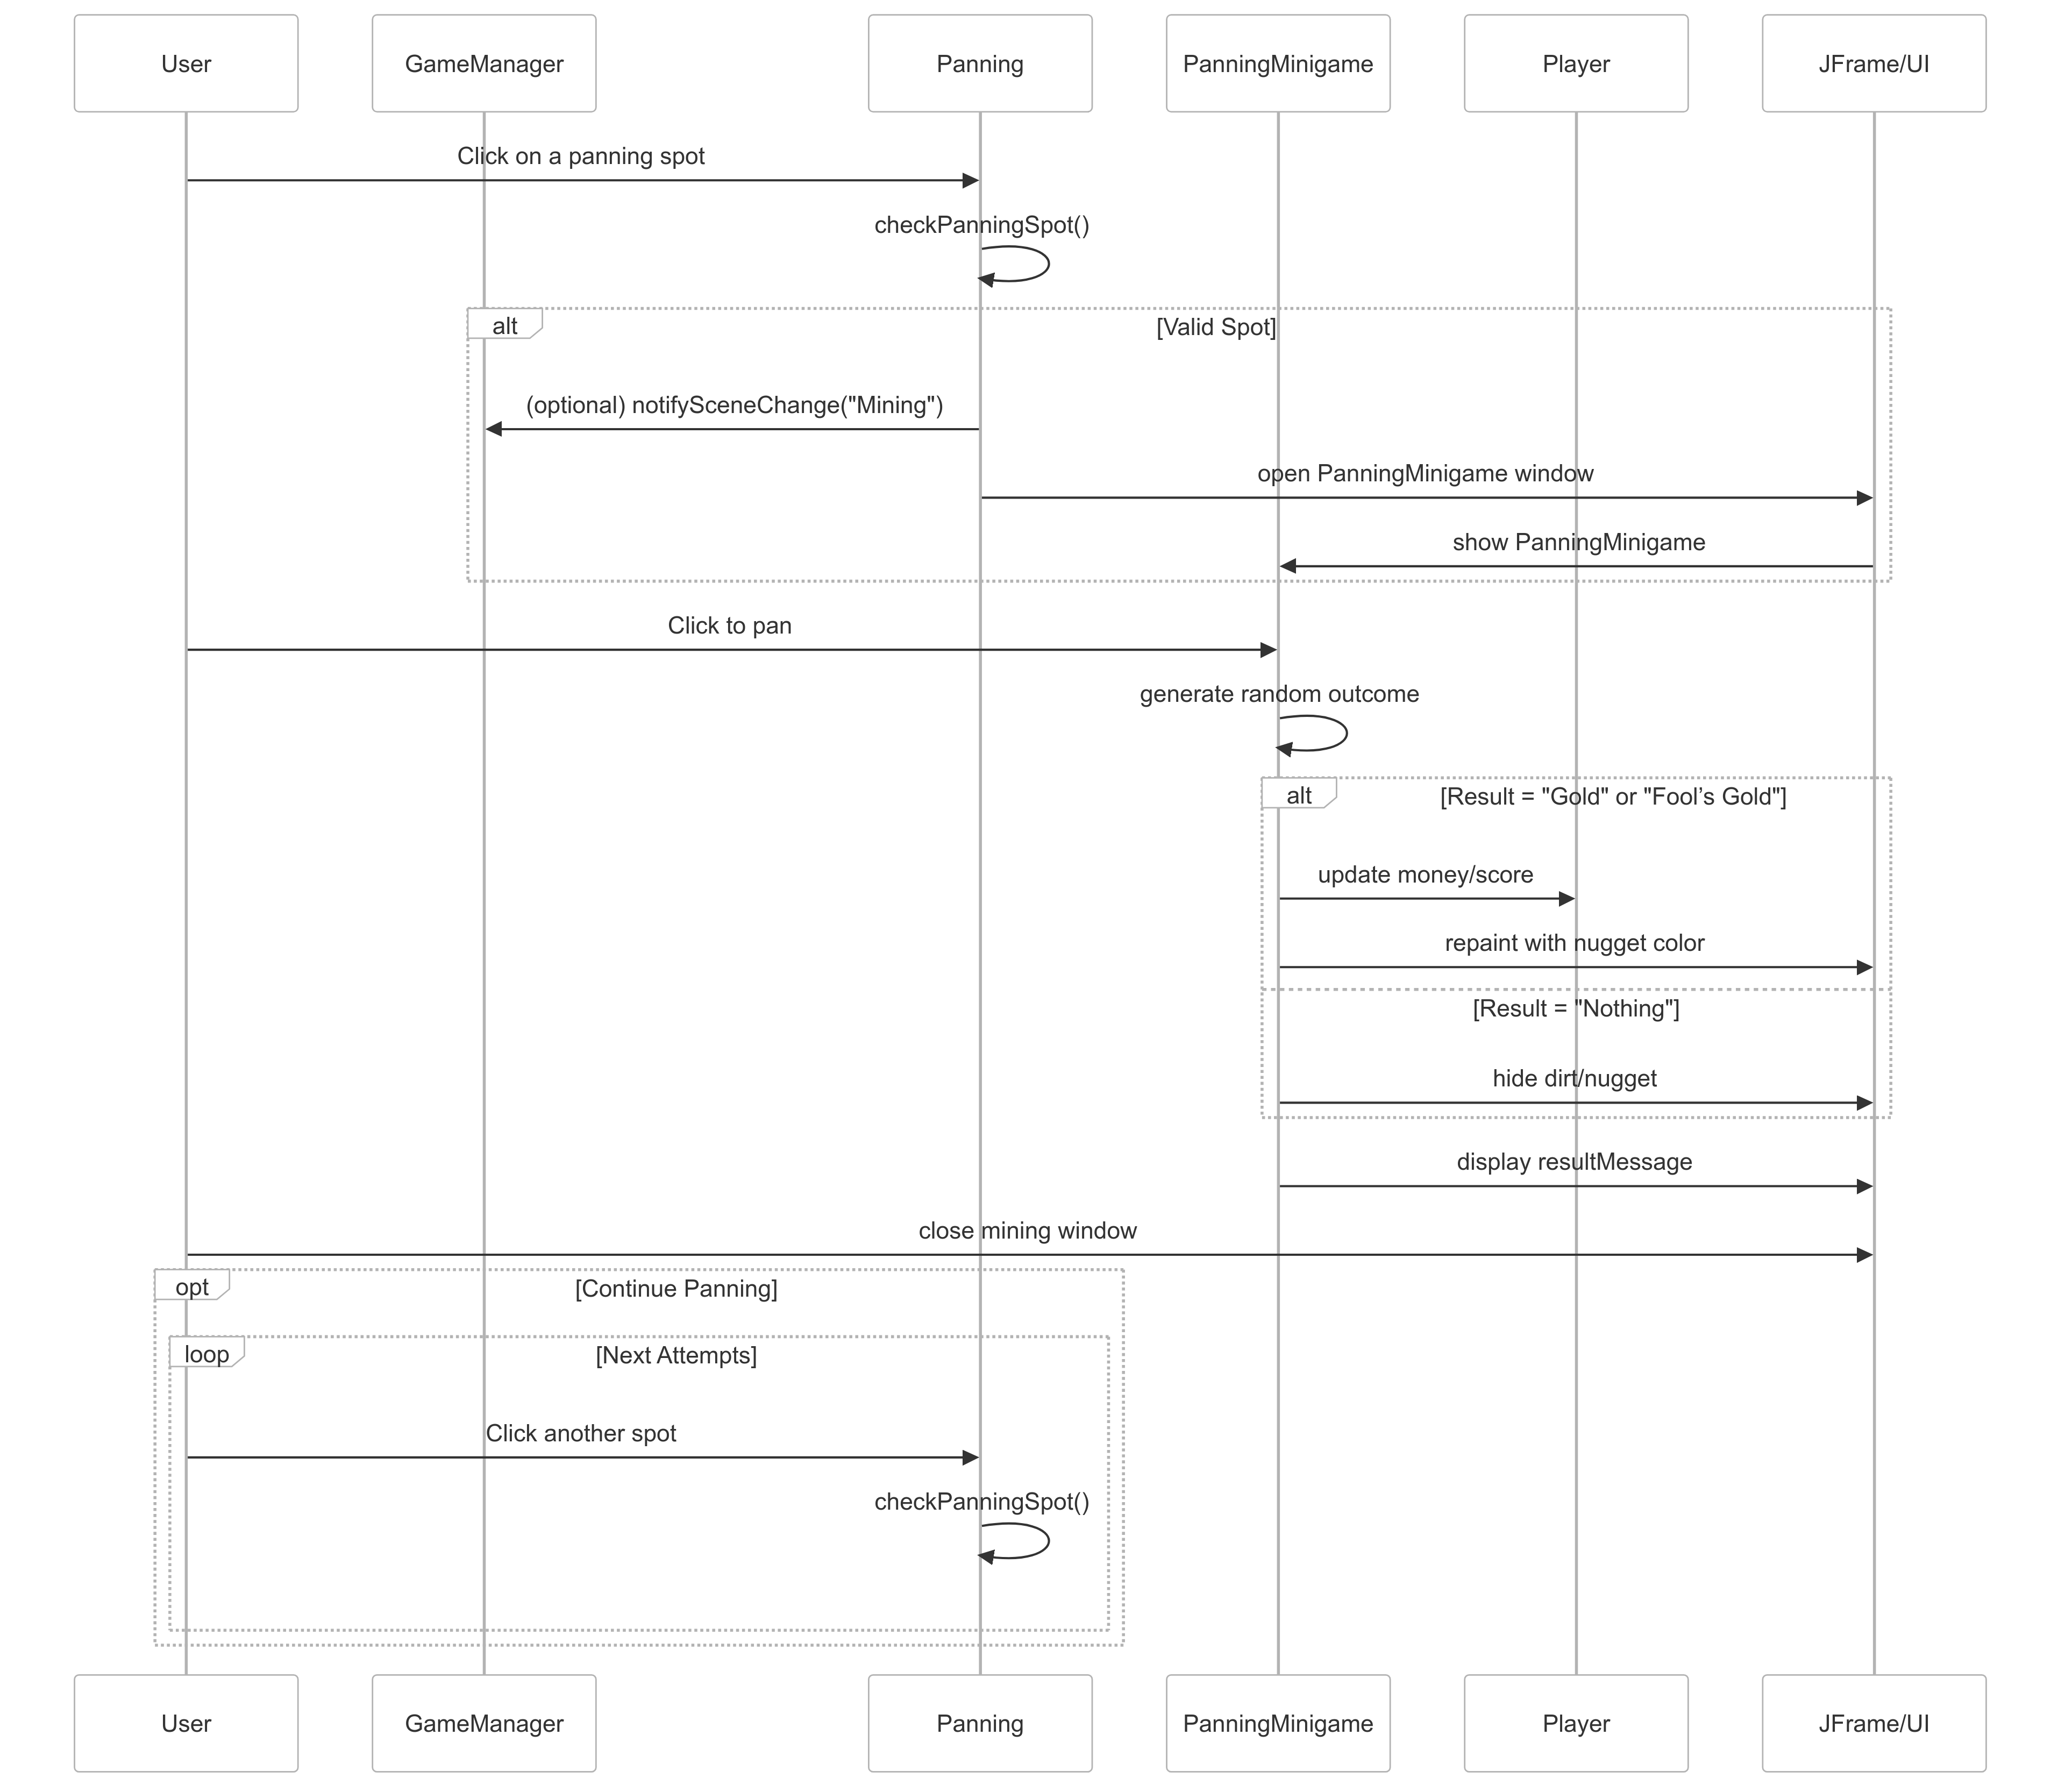 User
GameManager
Panning
PanningMinigame
Player
JFrame/UI
Click on a panning spot
checkPanningSpot()
alt
[Valid Spot]
(optional) notifySceneChange("Mining")
open PanningMinigame window
show PanningMinigame
Click to pan
generate random outcome
alt
[Result = "Gold" or "Fool’s Gold"]
update money/score
repaint with nugget color
[Result = "Nothing"]
hide dirt/nugget
display resultMessage
close mining window
opt
[Continue Panning]
loop
[Next Attempts]
Click another spot
checkPanningSpot()
User
GameManager
Panning
PanningMinigame
Player
JFrame/UI